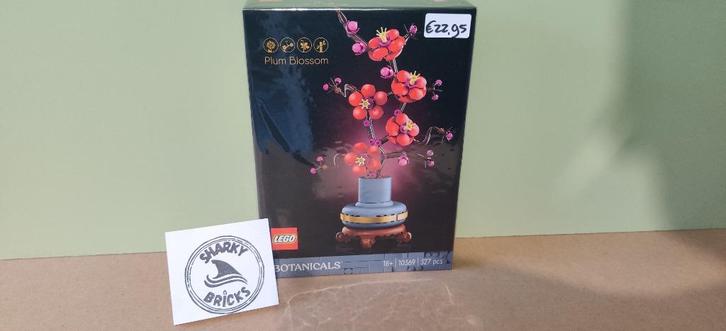 €22,95
Plum Blossom
LEGO
BOTANICALS
18+ 10369 327 pcs
SHARKY
BRICKS